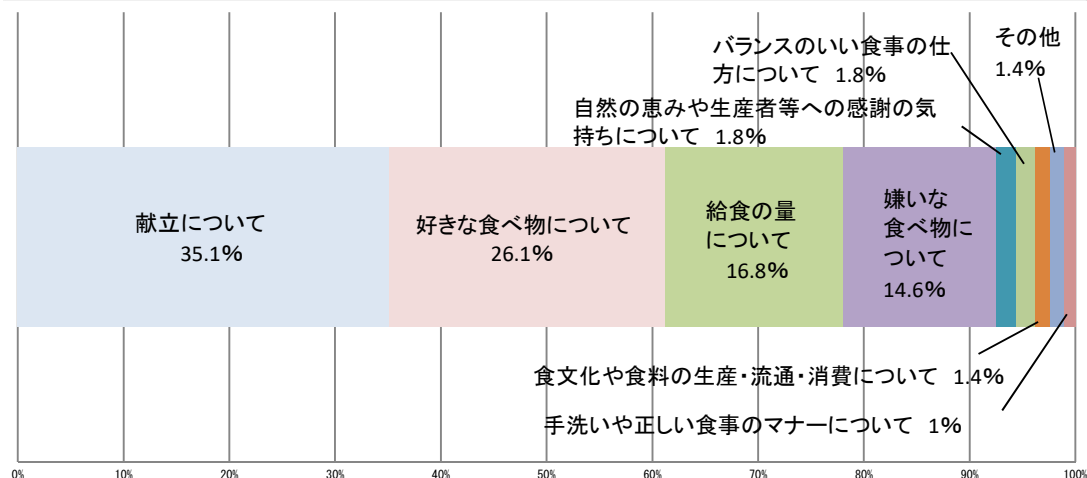 バランスのいい食事の仕
方について 1.8%
その他
1.4%
自然の恵みや生産者等への感謝の気
持ちについて 1.8%
献立について
35.1%
好きな食べ物について
26.1%
給食の量
について
16.8%
嫌いな
食べ物に
ついて
14.6%
食文化や食料の生産・流通・消費について 1.4%
手洗いや正しい食事のマナーについて 1%
0% 10% 20% 30% 40% 50% 60% 70% 80% 90% 100%